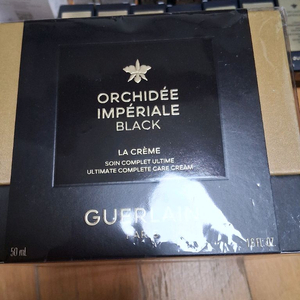 ORCHIDÉE
IMPÉRIALE
BLACK
LA CRÈME
SOIN COMPLET ULTIME
ULTIMATE COMPLETE CARE CREAM
GUERLAIN
50 mL